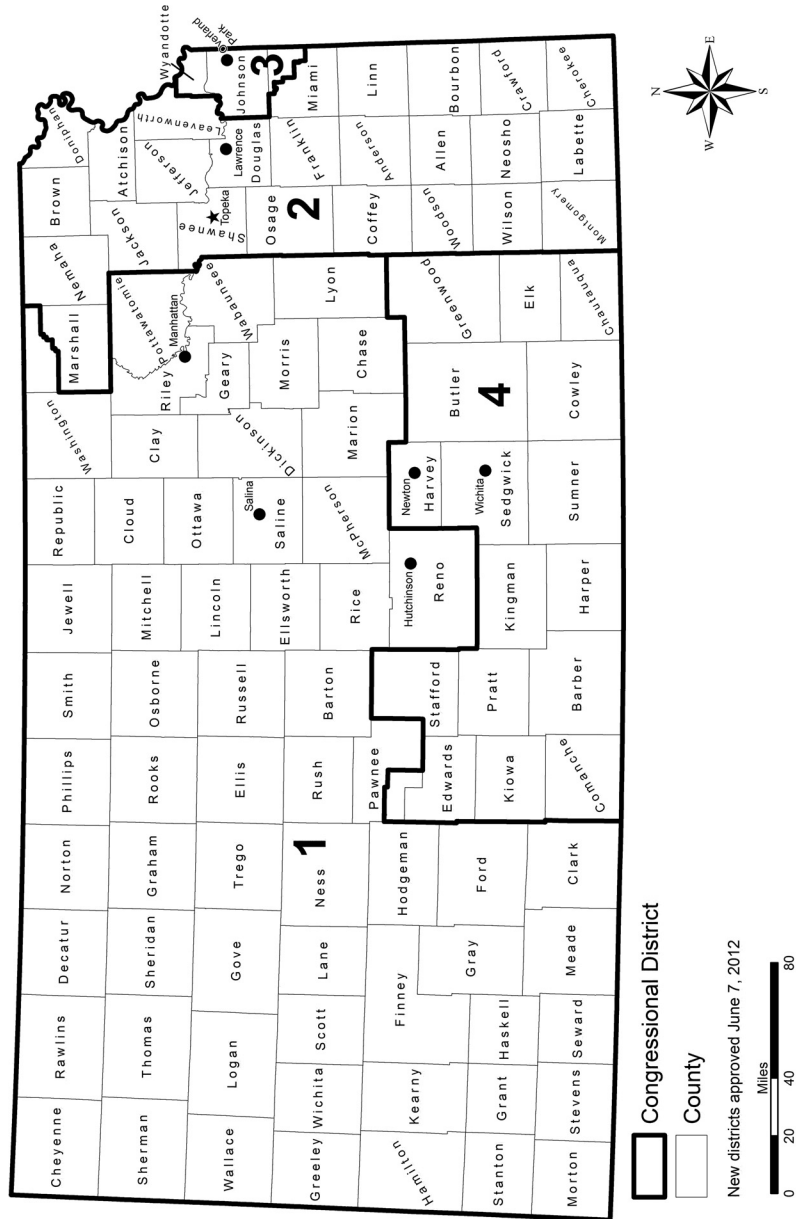 Cheyenne
Rawlins
Decatur
Norton
Phillips
Smith
Jewell
Republic
Washington
Marshall
Nemaha
Brown
Doniphan
Sherman
Thomas
Sheridan
Graham
Rooks
Osborne
Mitchell
Cloud
Clay
Riley
Pottawatomie
Manhattan
Jackson
Atchison
Jefferson
Leavenworth
Wyandotte
Wallace
Logan
Gove
Trego
Ellis
Russell
Lincoln
Ottawa
Salina
Saline
Dickinson
Geary
Morris
Wabaunsee
Shawnee
Topeka
Lawrence
Douglas
Johnson
Overland
Park
3
Greeley
Wichita
Scott
Lane
Ness
1
Rush
Barton
Ellsworth
Rice
McPherson
Marion
Chase
Lyon
Osage
2
Franklin
Miami
Hamilton
Kearny
Finney
Hodgeman
Pawnee
Stafford
Edwards
Hutchinson
Reno
Newton
Harvey
Butler
4
Greenwood
Coffey
Anderson
Linn
Woodson
Allen
Bourbon
Stanton
Grant
Haskell
Gray
Ford
Kiowa
Pratt
Kingman
Wichita
Sedgwick
Elk
Wilson
Neosho
Crawford
Morton
Stevens
Seward
Meade
Clark
Comanche
Barber
Harper
Sumner
Cowley
Chautauqua
Montgomery
Labette
Cherokee
Congressional District
County
New districts approved June 7, 2012
Miles
0 20 40 80
N
W E
S